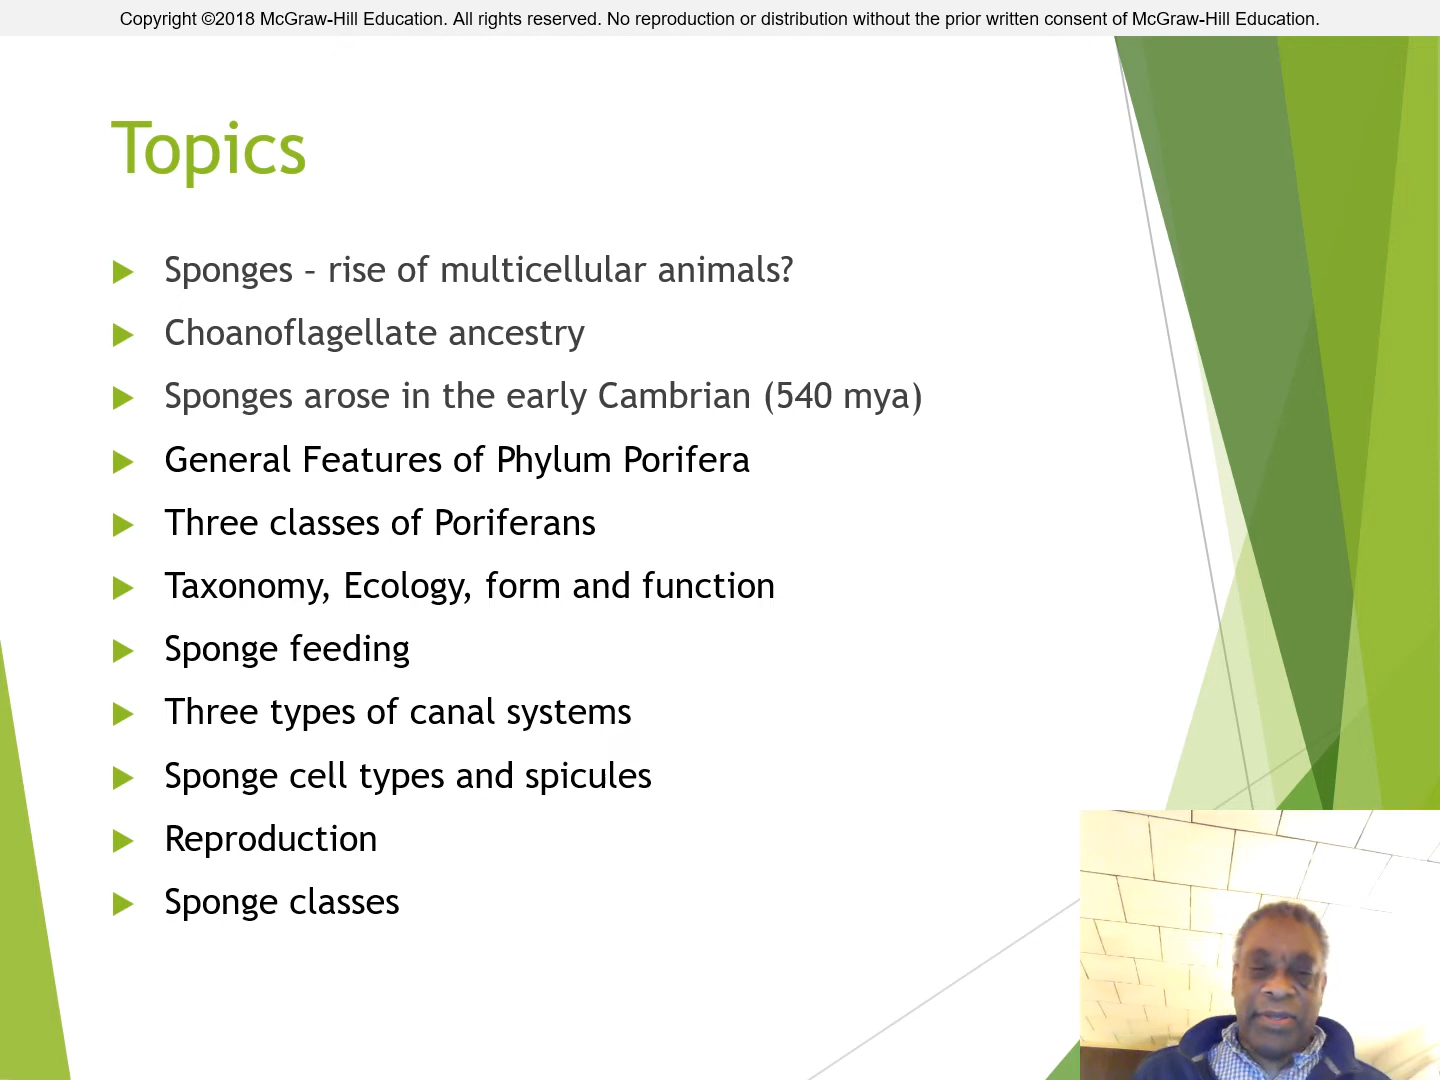 Copyright ©2018 McGraw-Hill Education. All rights reserved. No reproduction or distribution without the prior written consent of McGraw-Hill Education.
Topics
Sponges – rise of multicellular animals?
Choanoflagellate ancestry
Sponges arose in the early Cambrian (540 mya)
General Features of Phylum Porifera
Three classes of Poriferans
Taxonomy, Ecology, form and function
Sponge feeding
Three types of canal systems
Sponge cell types and spicules
Reproduction
Sponge classes